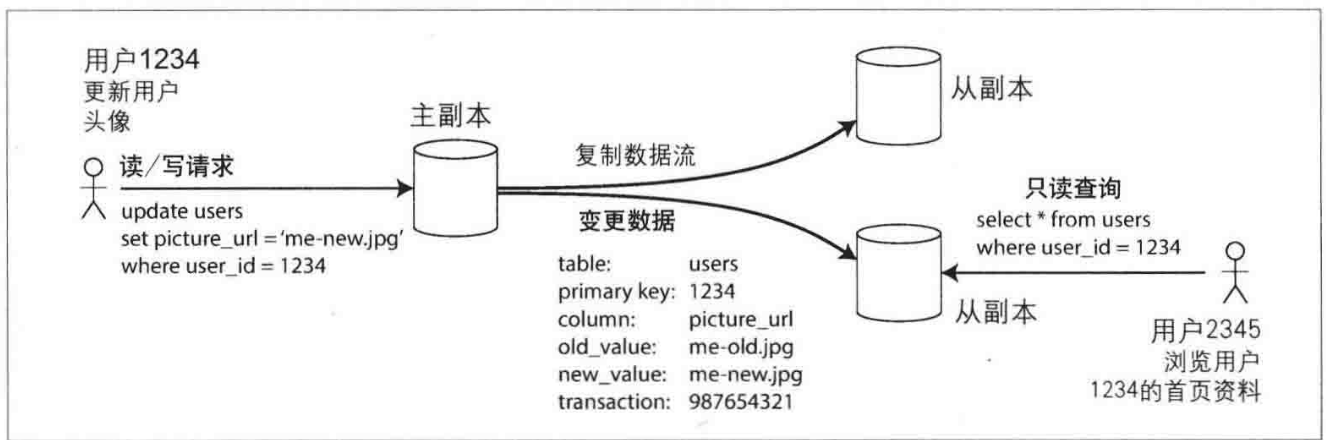 用户1234
更新用户
头像
读/写请求
update users
set picture_url = 'me-new.jpg'
where user_id = 1234
主副本
复制数据流
变更数据
table: users
primary key: 1234
column: picture_url
old_value: me-old.jpg
new_value: me-new.jpg
transaction: 987654321
从副本
只读查询
select * from users
where user_id = 1234
从副本
用户2345
浏览用户
1234的首页资料